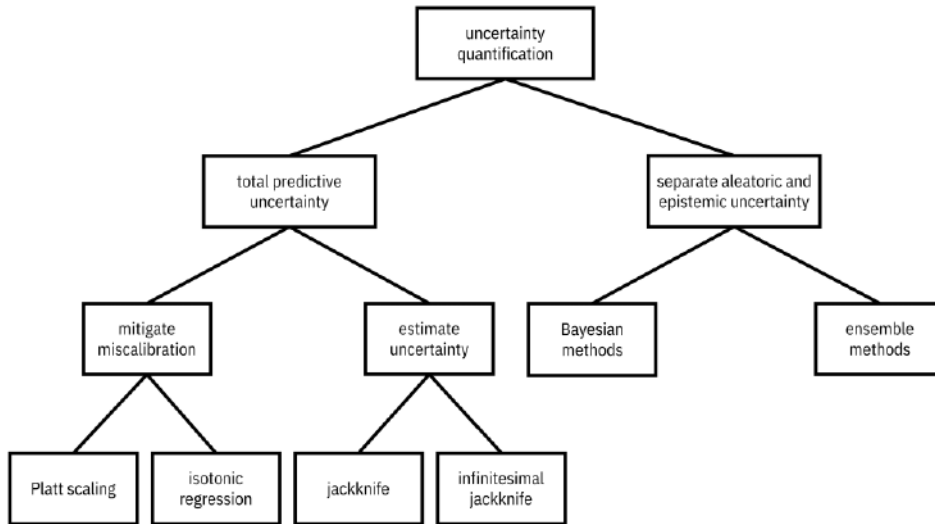 uncertainty
quantification
total predictive
uncertainty
separate aleatoric and
epistemic uncertainty
mitigate
miscalibration
estimate
uncertainty
Bayesian
methods
ensemble
methods
Platt scaling
isotonic
regression
jackknife
infinitesimal
jackknife